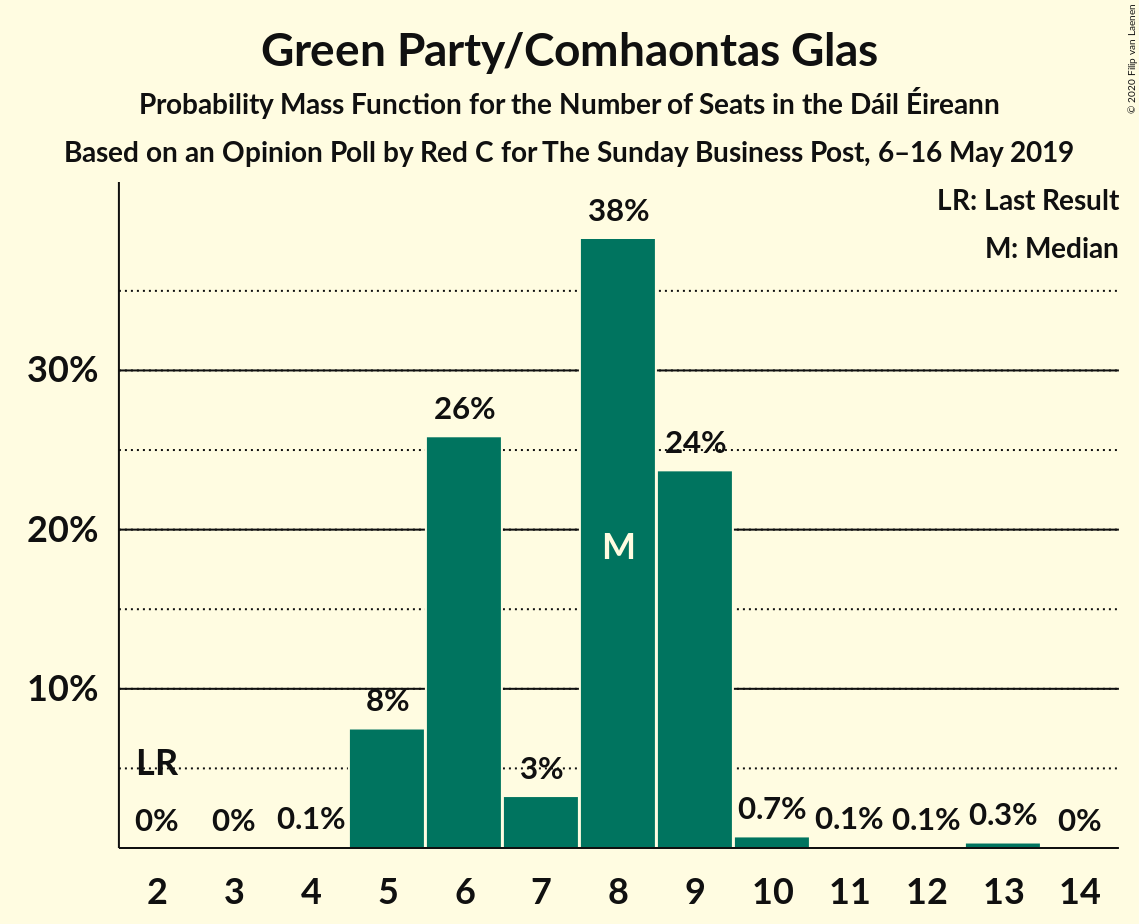 Green Party/Comhaontas Glas
Probability Mass Function for the Number of Seats in the Dáil Éireann
Based on an Opinion Poll by Red C for The Sunday Business Post, 6–16 May 2019
© 2020 Filip van Laenen
LR: Last Result
M: Median
38%
30%
26%
24%
20%
M
10%
8%
LR
3%
0% 0% 0.1% 0.7% 0.1% 0.1% 0.3% 0%
2 3 4 5 6 7 8 9 10 11 12 13 14